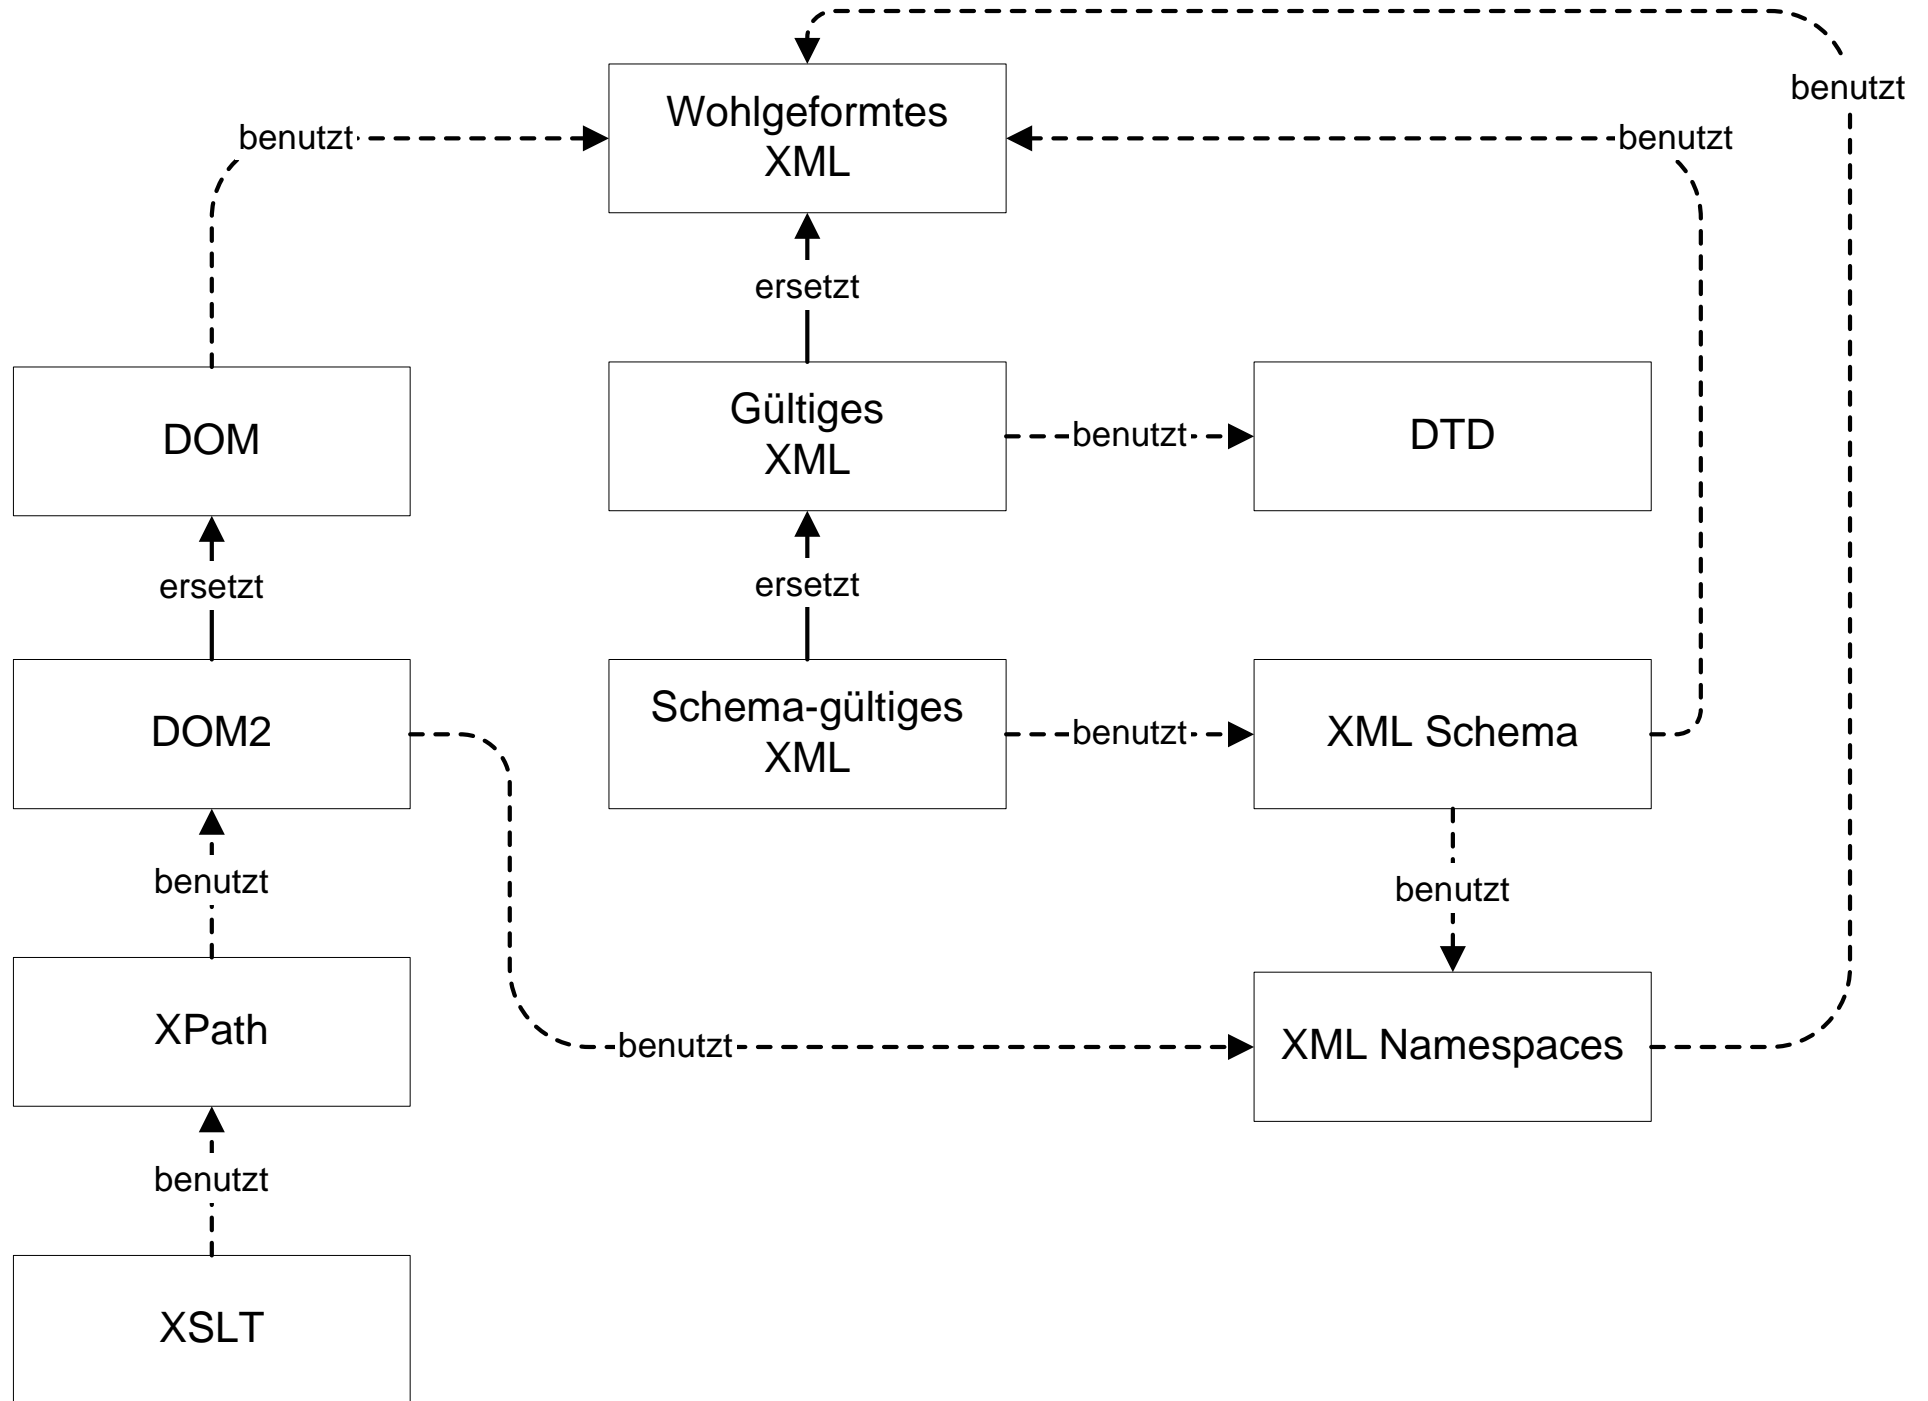 benutzt
Wohlgeformtes
XML
benutzt
benutzt
ersetzt
DOM
Gültiges
XML
benutzt
DTD
ersetzt
ersetzt
DOM2
Schema-gültiges
XML
benutzt
XML Schema
benutzt
benutzt
XPath
benutzt
XML Namespaces
benutzt
XSLT